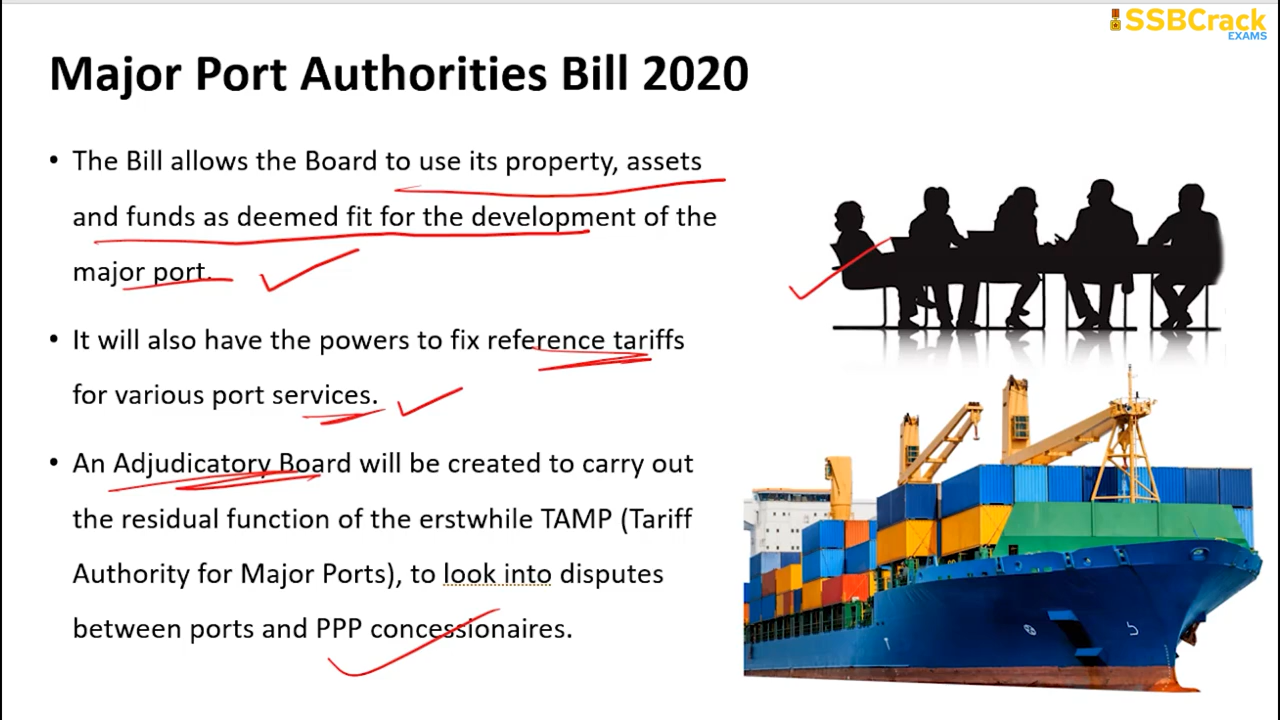 SSBCrack
EXAMS
Major Port Authorities Bill 2020
• The Bill allows the Board to use its property, assets
and funds as deemed fit for the development of the
major port.
• It will also have the powers to fix reference tariffs
for various port services.
• An Adjudicatory Board will be created to carry out
the residual function of the erstwhile TAMP (Tariff
Authority for Major Ports), to look into disputes
between ports and PPP concessionaires.